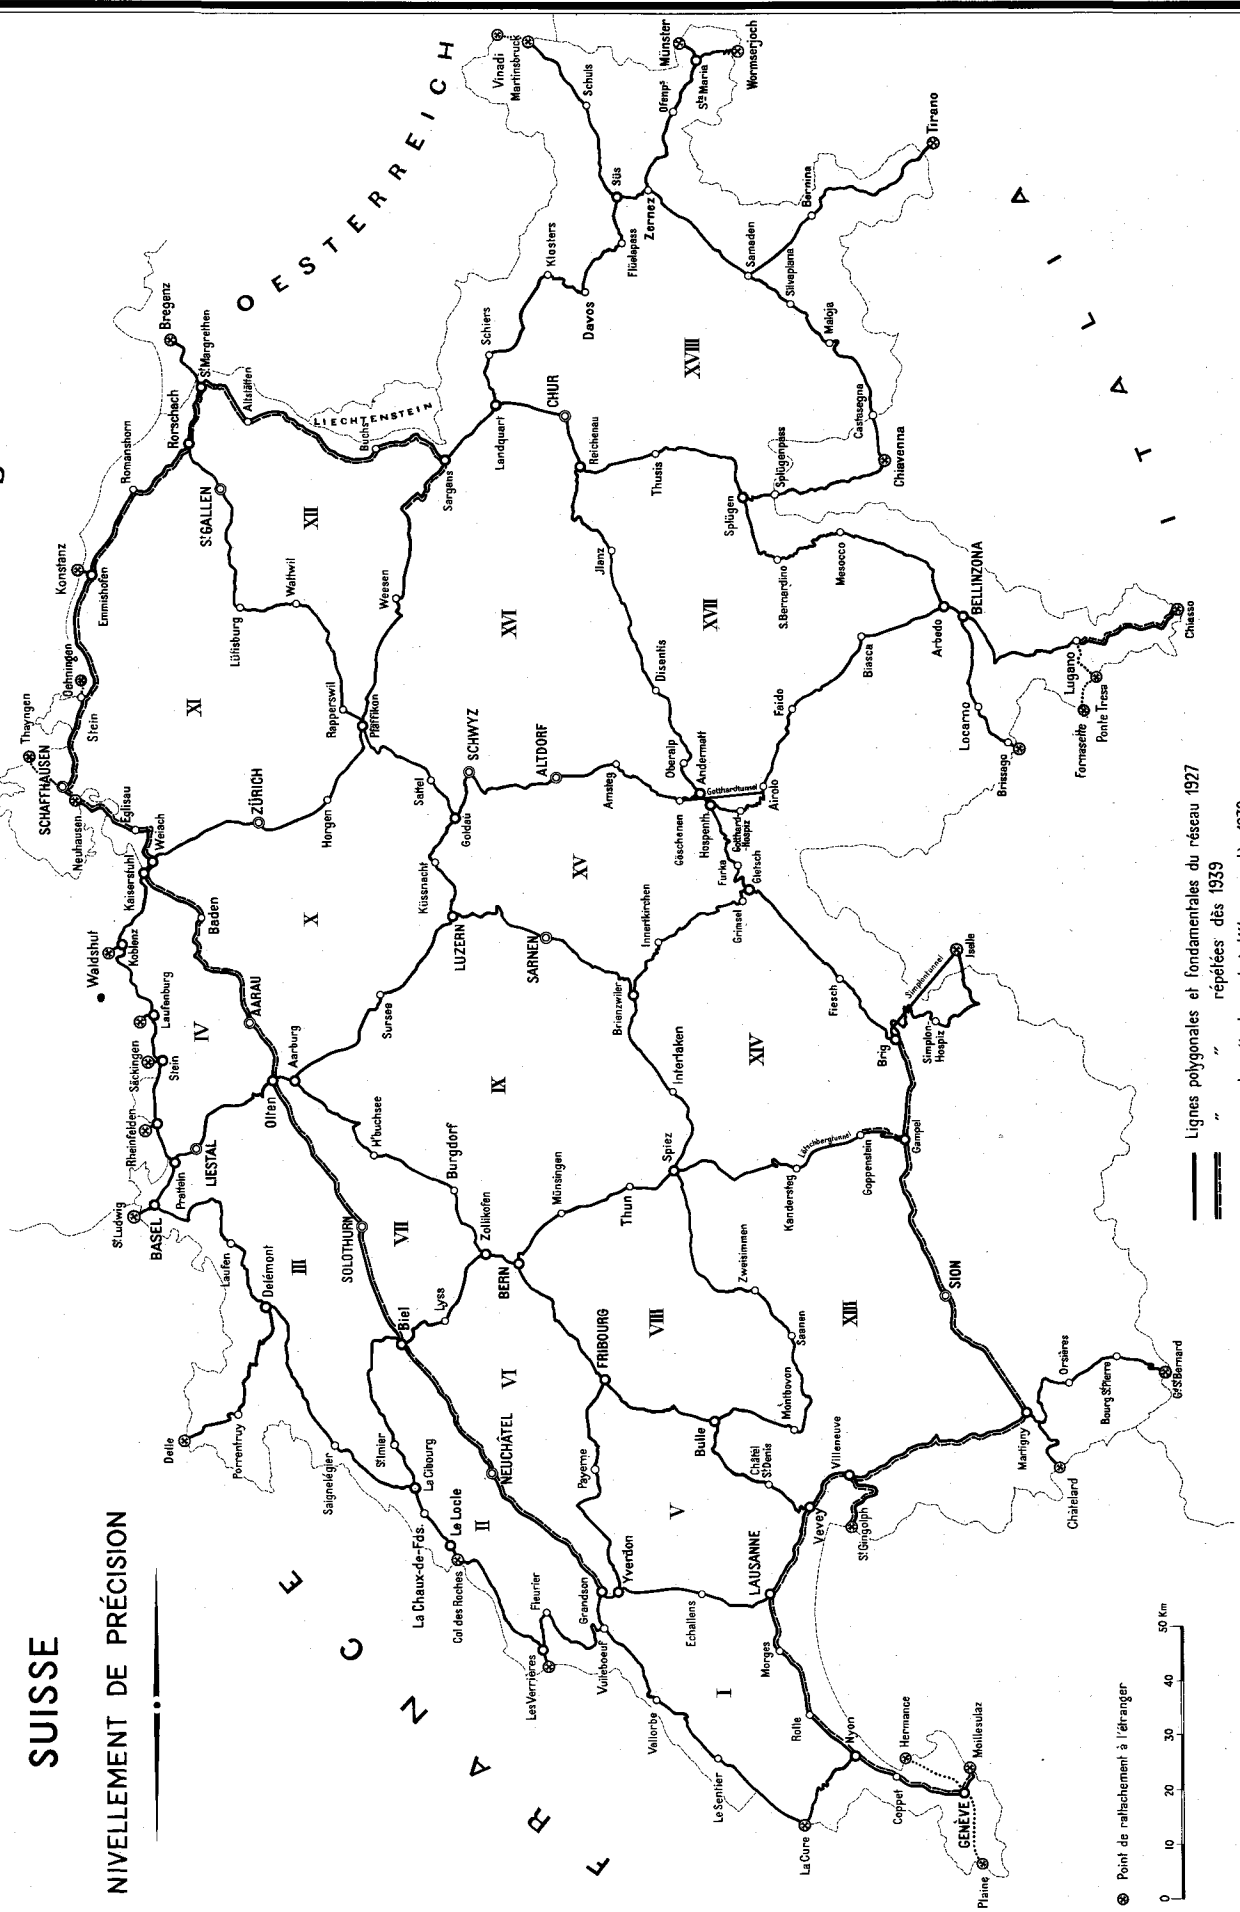 SUISSE
NIVELLEMENT DE PRÉCISION
FRANCE
OESTERREICH
ITALIA
LIECHTENSTEIN
Delle
Porrentruy
Saignelégier
St Ludwig
BASEL
Laufen
Delémont
III
Pratteln
LIESTAL
Rheinfelden
Säckingen
Stein
Laufenburg
IV
Waldshut
Koblenz
Kaiserstuhl
Weiach
Eglisau
Neuhausen
SCHAFFHAUSEN
Thayngen
Stein
Oehningen
Konstanz
Emmishofen
Romanshorn
Rorschach
Bregenz
St Margrethen
Altstätten
Buchs
St GALLEN
XII
Lütisburg
Wattwil
Weesen
Sargans
Rapperswil
Pfäffikon
XI
ZÜRICH
Horgen
Baden
X
AARAU
Olten
Aarburg
Sursee
Küssnacht
LUZERN
Goldau
Sattel
SCHWYZ
ALTDORF
Amsteg
XV
XVI
SARNEN
SOLOTHURN
H'buchsee
Burgdorf
IX
VII
Biel
Lyss
Zollikofen
BERN
Münsingen
Thun
Spiez
Interlaken
Brienzwiler
Innertkirchen
Grimsel
Gletsch
Furka
Gotthard-Hospiz
Hospenth.
Göschenen
Andermatt
Oberalp
Gotthardtunnel
Airolo
Disentis
Jlanz
Reichenau
CHUR
Landquart
Schiers
Klosters
Davos
Flüelapass
Süs
Zernez
Schuls
Martinsbruck
Vinadi
Ofenps
Sta Maria
Münster
Wormserjoch
Tirano
Bernina
Samaden
Silvaplana
Maloja
Castasegna
Chiavenna
Splügenpass
Splügen
Thusis
XVIII
XVII
S.Bernardino
Mesocco
BELLINZONA
Arbedo
Biasca
Faido
Locarno
Brissago
Lugano
Ponte Tresa
Fornasette
Chiasso
Fiesch
XIV
Brig
Simplon-Hospiz
Simplontunnel
Iselle
Gampel
Goppenstein
Lötschbergtunnel
Kandersteg
Zweisimmen
Saanen
Montbovon
VIII
XIII
SION
Martigny
Orsières
Bourg St Pierre
Gd St Bernard
Châtelard
FRIBOURG
Bulle
Châtel St Denis
Villeneuve
Vevey
St Gingolph
Payerne
VI
NEUCHÂTEL
St Imier
La Cibourg
La Chaux-de-Fds.
Le Locle
Col des Roches
II
Fleurier
Les Verrières
Grandson
Yverdon
Vuiteboeuf
V
Echallens
LAUSANNE
Morges
Vallorbe
I
Rolle
Le Sentier
La Cure
Nyon
Coppet
Hermance
GENÈVE
Moillesulaz
Plaine
Point de rattachement à l'étranger
0 10 20 30 40 50 Km
Lignes polygonales et fondamentales du réseau 1927
" " répétées dès 1939